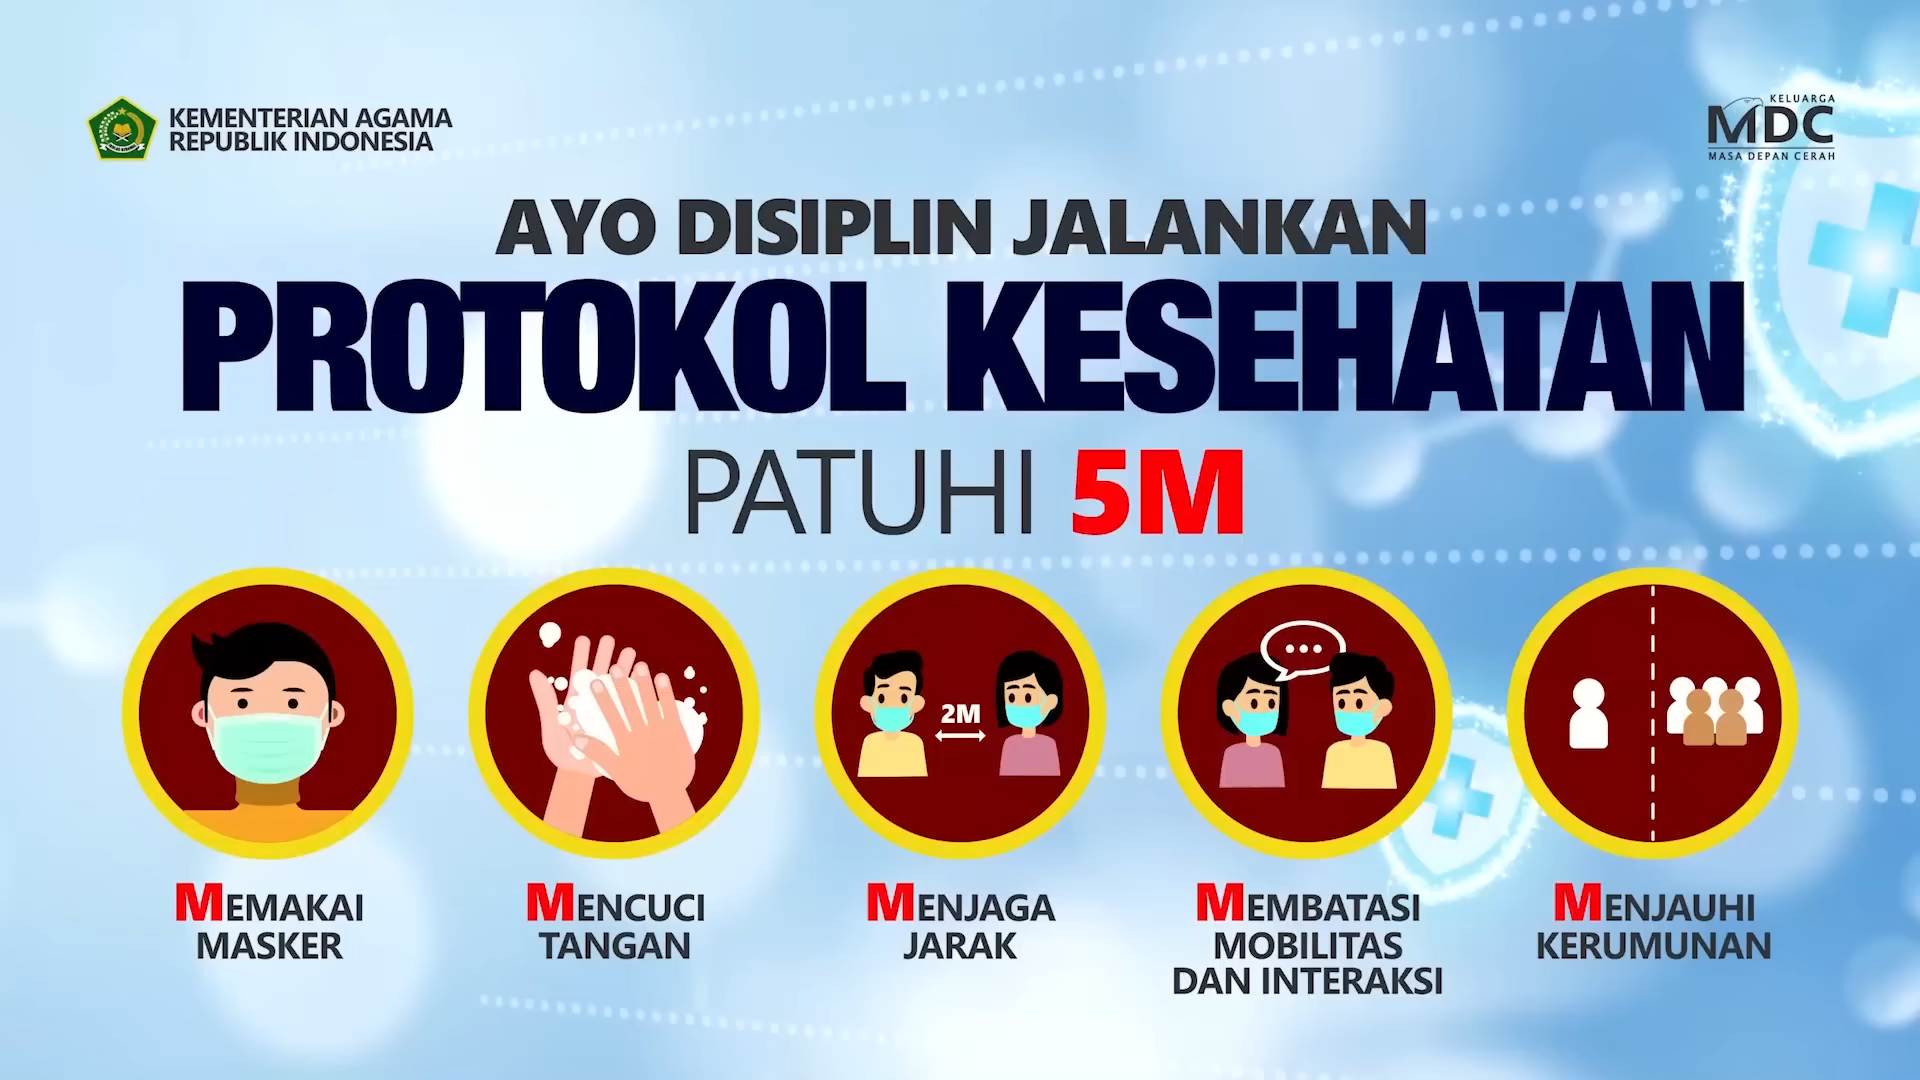 KEMENTERIAN AGAMA
REPUBLIK INDONESIA
KELUARGA
MDC
MASA DEPAN CERAH
AYO DISIPLIN JALANKAN
PROTOKOL KESEHATAN
PATUHI 5M
2M
MEMAKAI
MASKER
MENCUCI
TANGAN
MENJAGA
JARAK
MEMBATASI
MOBILITAS
DAN INTERAKSI
MENJAUHI
KERUMUNAN